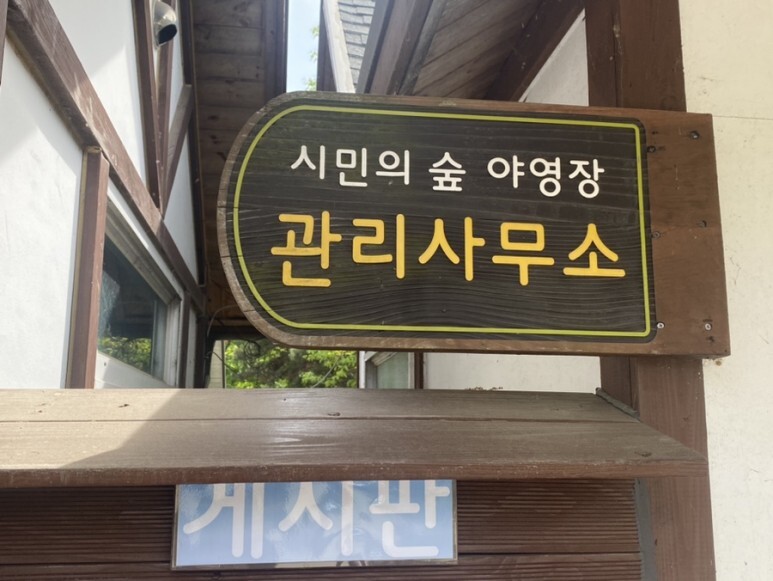 시민의 숲 야영장
관리사무소
게시판